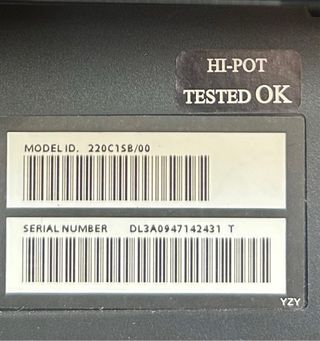 HI-POT
TESTED OK
MODEL ID. 220C1SB/00
SERIAL NUMBER DL3A0947142431 T
YZY